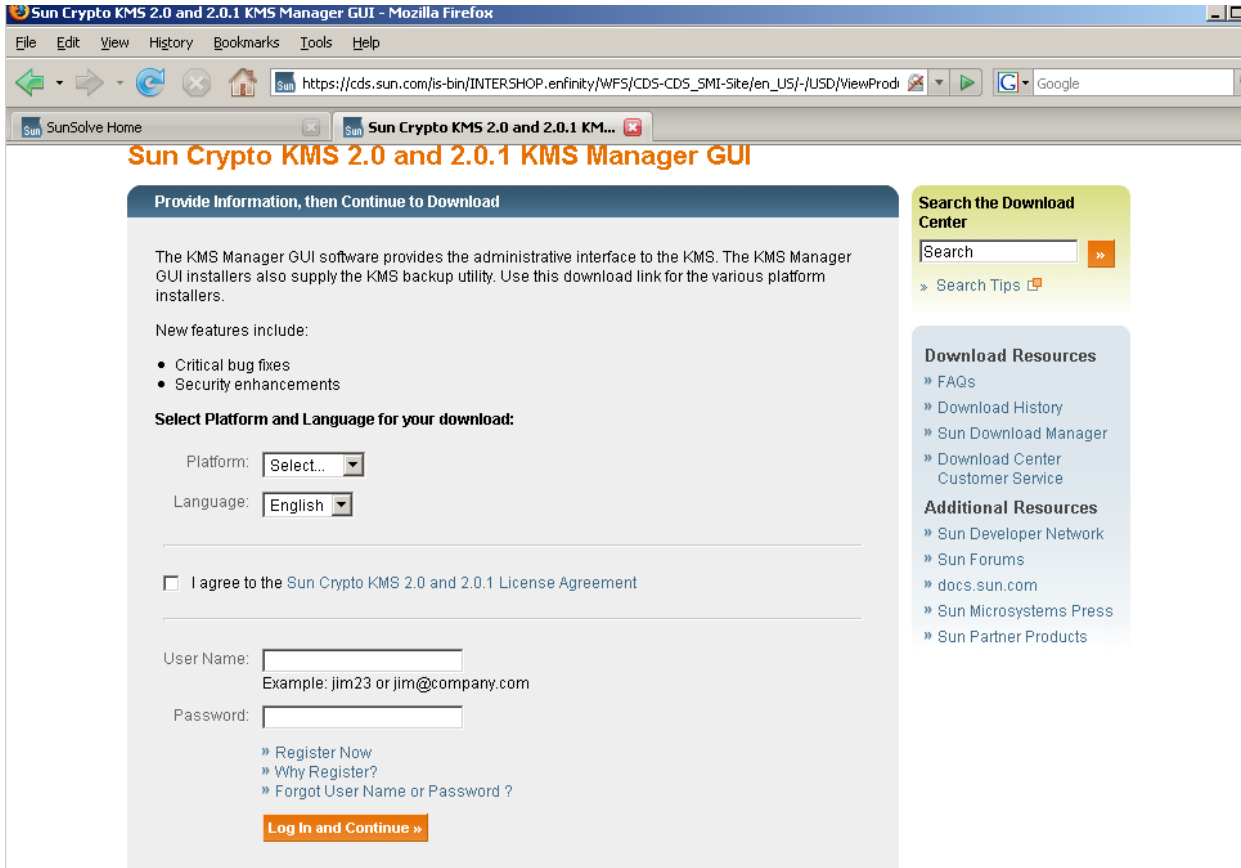 Sun Crypto KMS 2.0 and 2.0.1 KMS Manager GUI - Mozilla Firefox
File Edit View History Bookmarks Tools Help
Sun https://cds.sun.com/is-bin/INTERSHOP.enfinity/WFS/CDS-CDS_SMI-Site/en_US/-/USD/ViewProd G Google
Sun SunSolve Home Sun Sun Crypto KMS 2.0 and 2.0.1 KM...
Sun Crypto KMS 2.0 and 2.0.1 KMS Manager GUI
Provide Information, then Continue to Download
The KMS Manager GUI software provides the administrative interface to the KMS. The KMS Manager
GUI installers also supply the KMS backup utility. Use this download link for the various platform
installers.
New features include:
• Critical bug fixes
• Security enhancements
Select Platform and Language for your download:
Platform: Select...
Language: English
I agree to the Sun Crypto KMS 2.0 and 2.0.1 License Agreement
User Name:
Example: jim23 or jim@company.com
Password:
» Register Now
» Why Register?
» Forgot User Name or Password ?
Log In and Continue »
Search the Download
Center
Search »
» Search Tips
Download Resources
» FAQs
» Download History
» Sun Download Manager
» Download Center
Customer Service
Additional Resources
» Sun Developer Network
» Sun Forums
» docs.sun.com
» Sun Microsystems Press
» Sun Partner Products